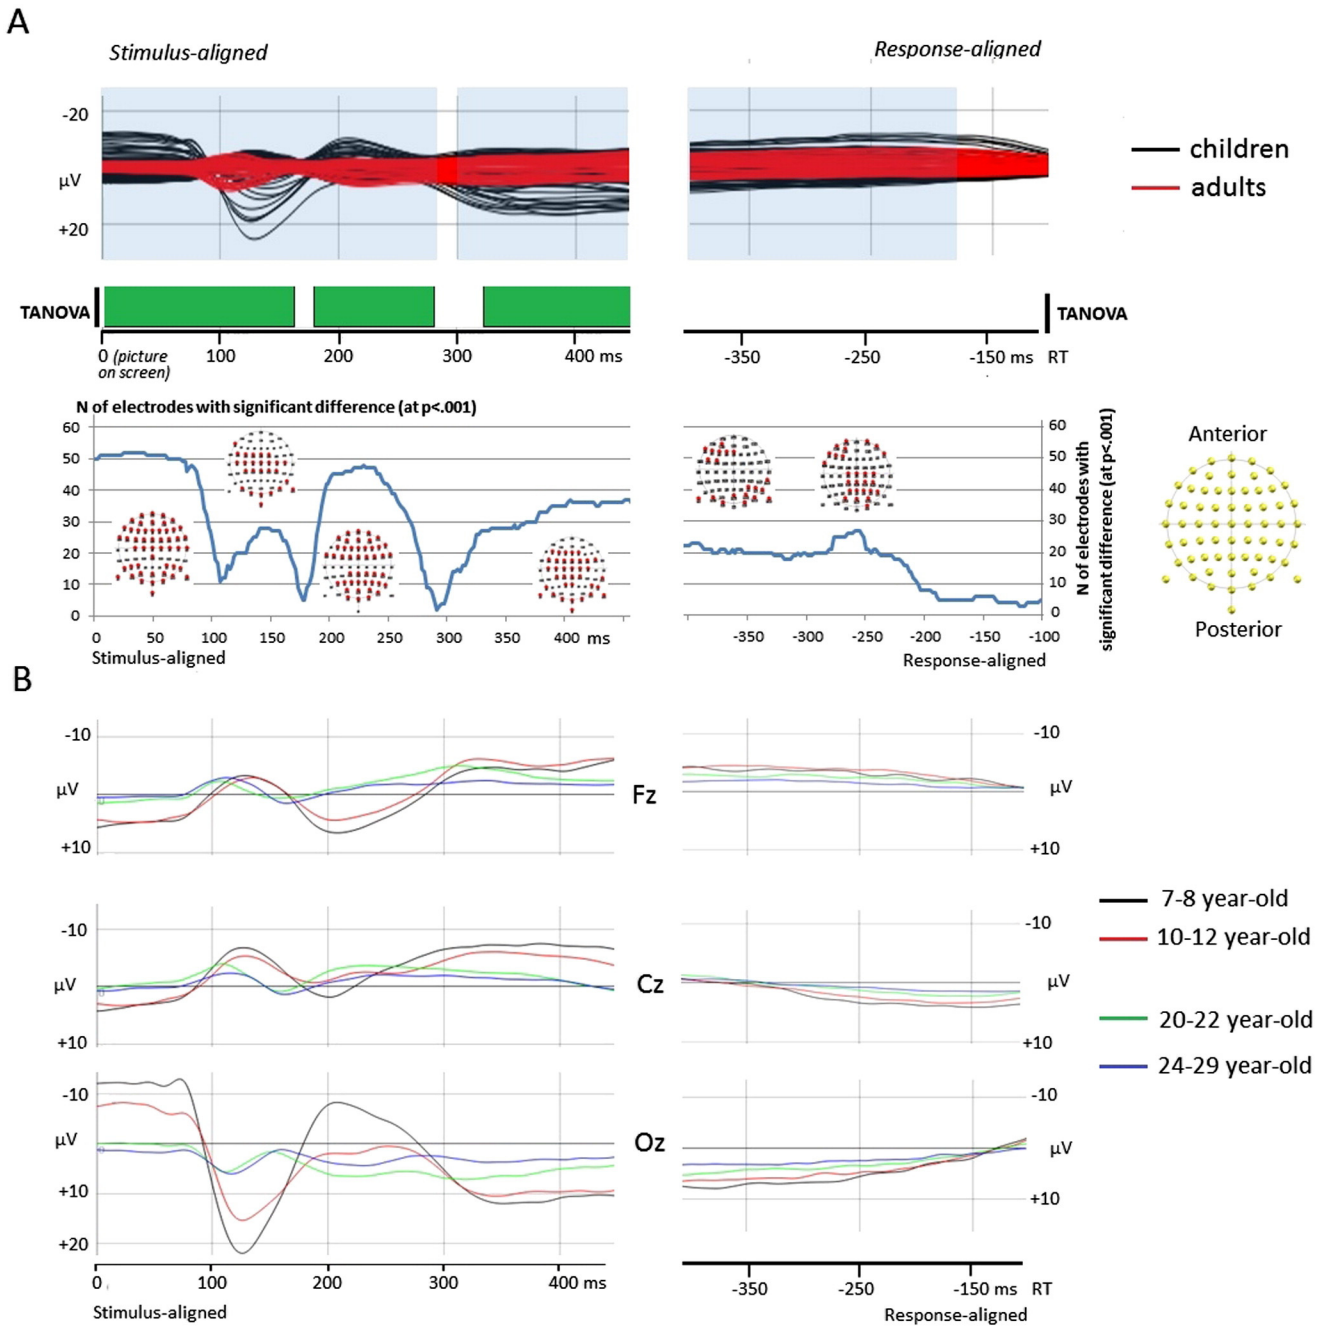 A
Stimulus-aligned
Response-aligned
-20
µV
+20
children
adults
TANOVA
TANOVA
0 (picture on screen) 100 200 300 400 ms
-350 -250 -150 ms RT
N of electrodes with significant difference (at p<.001)
60
50
40
30
20
10
0
0 50 100 150 200 250 300 350 400 ms
Stimulus-aligned
60
50
40
30
20
10
0
N of electrodes with
significant difference (at p<.001)
-350 -300 -250 -200 -150 -100
Response-aligned
Anterior
Posterior
B
-10
µV
0
+10
Fz
-10
µV
+10
-10
µV
0
+10
Cz
-10
µV
+10
-10
µV
0
+10
+20
Oz
-10
µV
+10
7-8 year-old
10-12 year-old
20-22 year-old
24-29 year-old
0 100 200 300 400 ms
Stimulus-aligned
-350 -250 -150 ms RT
Response-aligned